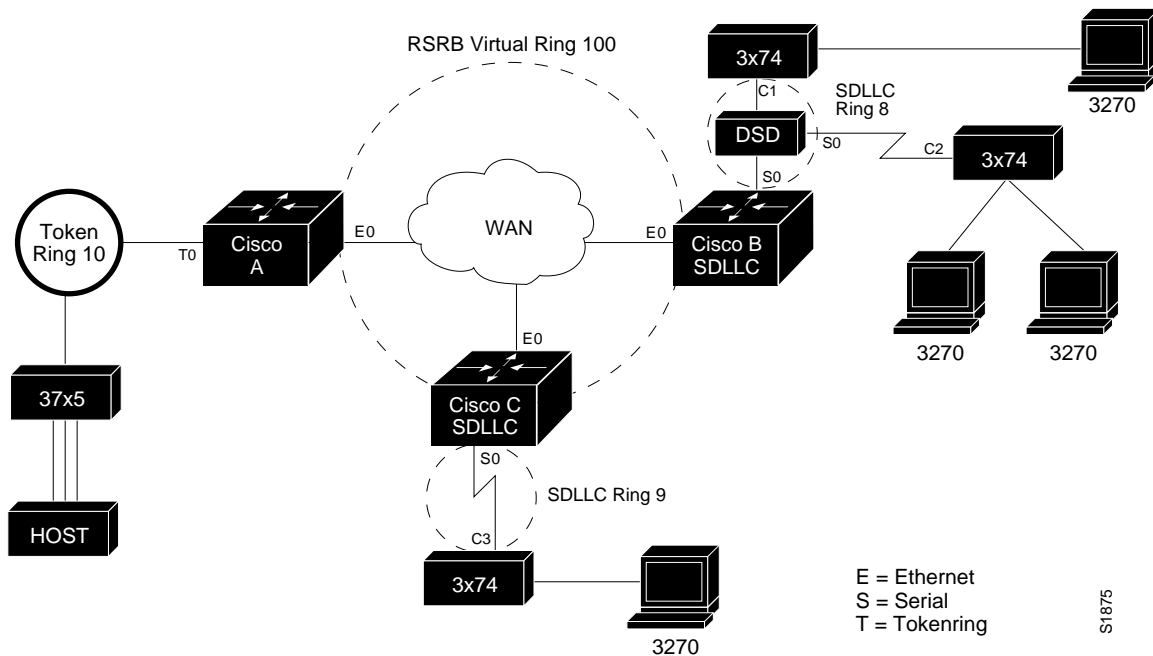 RSRB Virtual Ring 100
3x74
3270
C1
SDLLC
Ring 8
DSD
S0
C2
3x74
S0
Token
Ring 10
T0
Cisco
A
E0
WAN
E0
Cisco B
SDLLC
3270
3270
E0
37x5
Cisco C
SDLLC
S0
SDLLC Ring 9
HOST
C3
3x74
3270
E = Ethernet
S = Serial
T = Tokenring
S1875